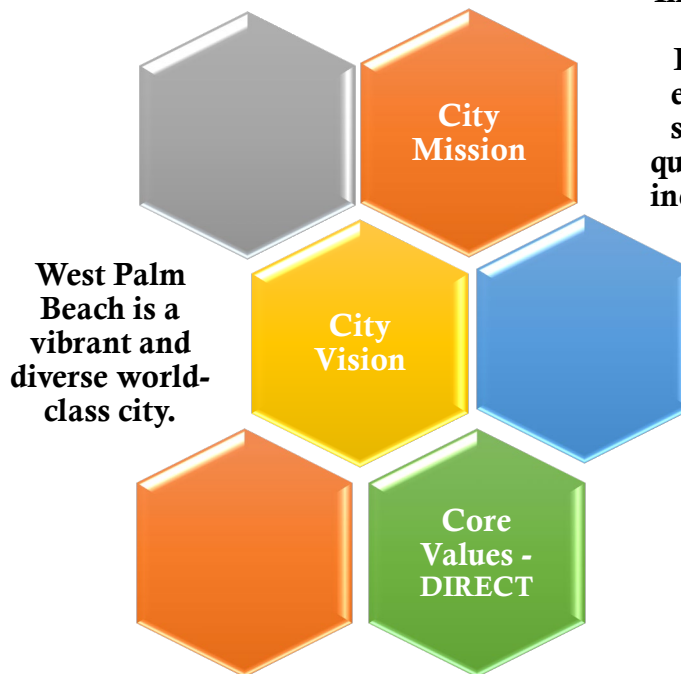 City
Mission
West Palm
Beach is a
vibrant and
diverse world-
class city.
City
Vision
Core
Values -
DIRECT